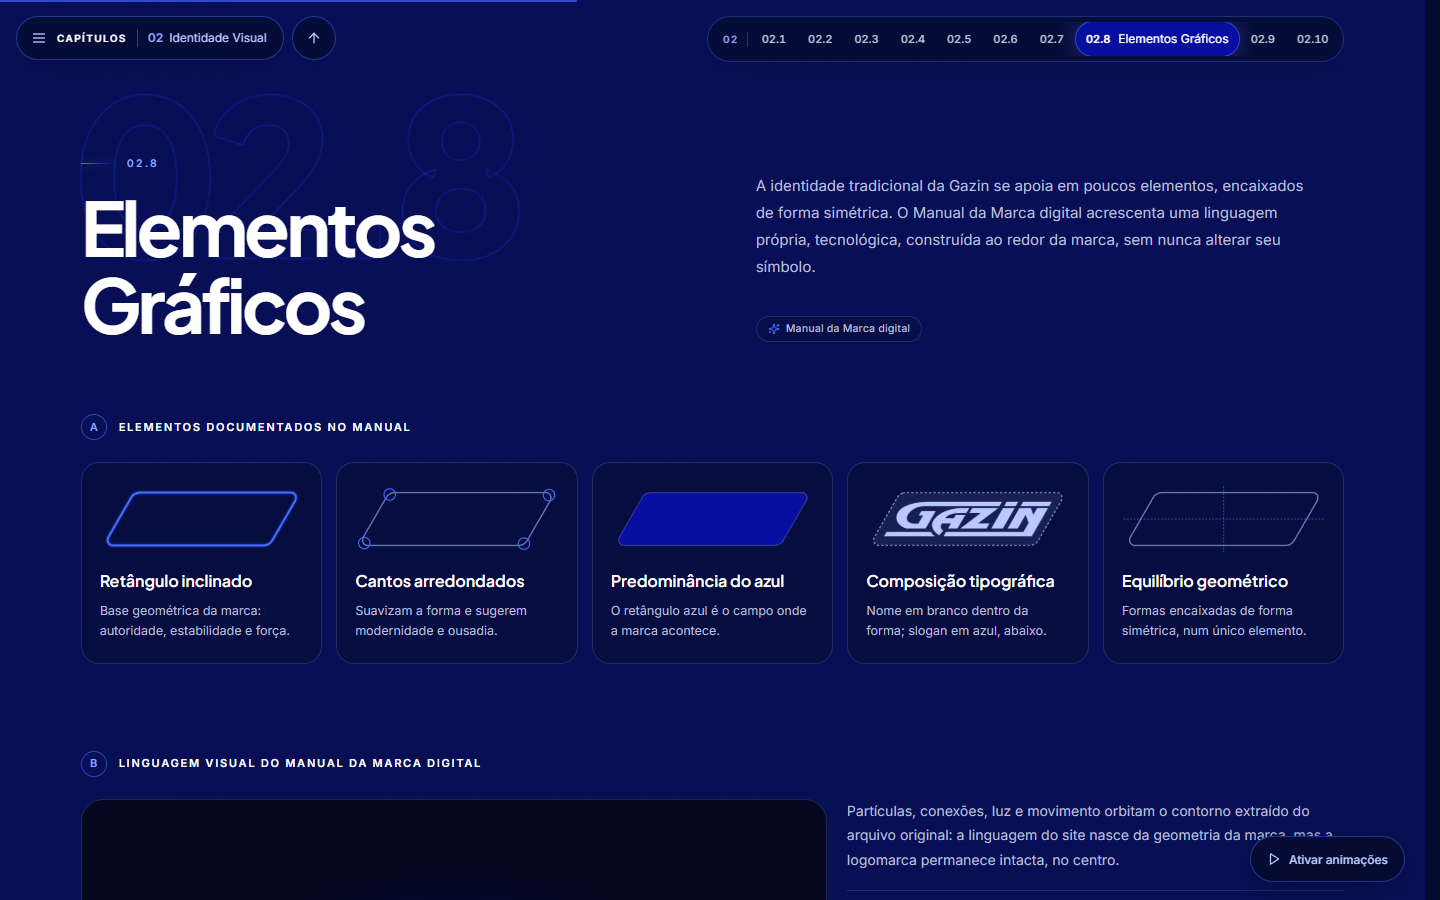 CAPÍTULOS 02 Identidade Visual
02 02.1 02.2 02.3 02.4 02.5 02.6 02.7 02.8 Elementos Gráficos 02.9 02.10
02 8
02.8
Elementos
Gráficos
A identidade tradicional da Gazin se apoia em poucos elementos, encaixados
de forma simétrica. O Manual da Marca digital acrescenta uma linguagem
própria, tecnológica, construída ao redor da marca, sem nunca alterar seu
símbolo.
Manual da Marca digital
A ELEMENTOS DOCUMENTADOS NO MANUAL
Retângulo inclinado
Base geométrica da marca:
autoridade, estabilidade e força.
Cantos arredondados
Suavizam a forma e sugerem
modernidade e ousadia.
Predominância do azul
O retângulo azul é o campo onde
a marca acontece.
GAZIN
Composição tipográfica
Nome em branco dentro da
forma; slogan em azul, abaixo.
Equilíbrio geométrico
Formas encaixadas de forma
simétrica, num único elemento.
B LINGUAGEM VISUAL DO MANUAL DA MARCA DIGITAL
Partículas, conexões, luz e movimento orbitam o contorno extraído do
arquivo original: a linguagem do site nasce da geometria da marca, mas a
logomarca permanece intacta, no centro.
Ativar animações